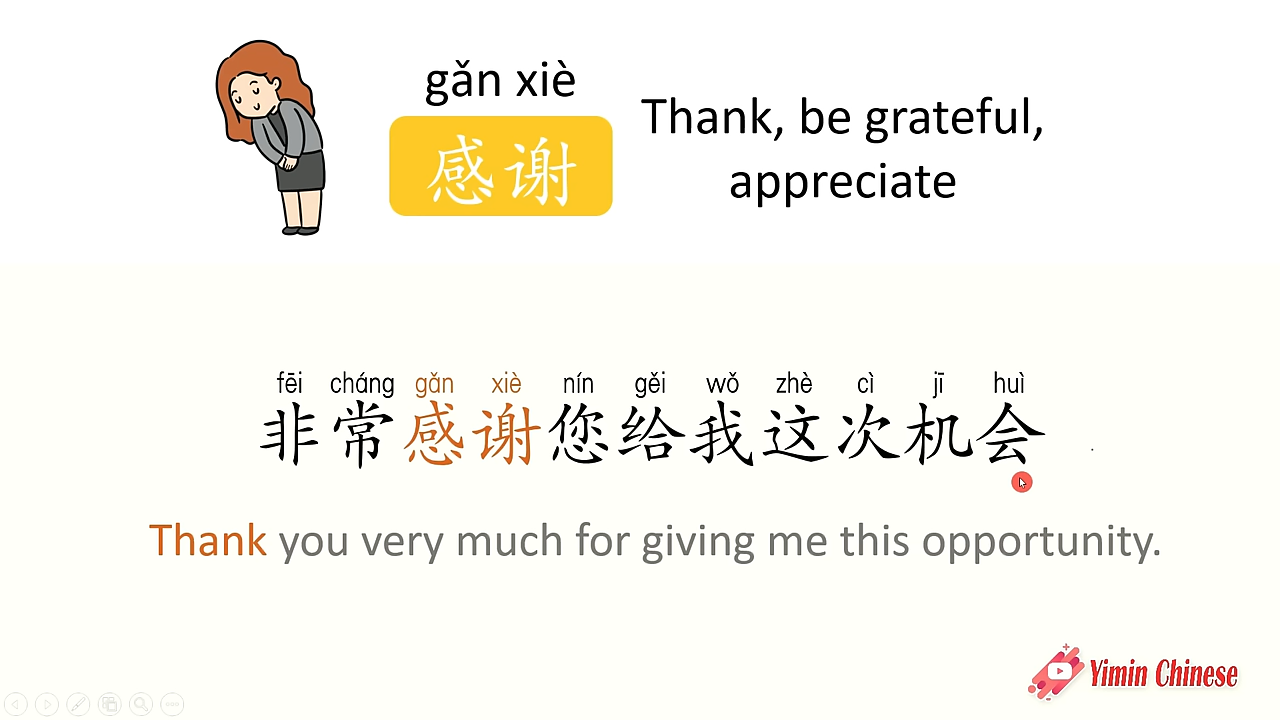 gǎn xiè
感谢
Thank, be grateful,
appreciate
fēi cháng gǎn xiè nín gěi wǒ zhè cì jī huì
非常感谢您给我这次机会
Thank you very much for giving me this opportunity.
Yimin Chinese